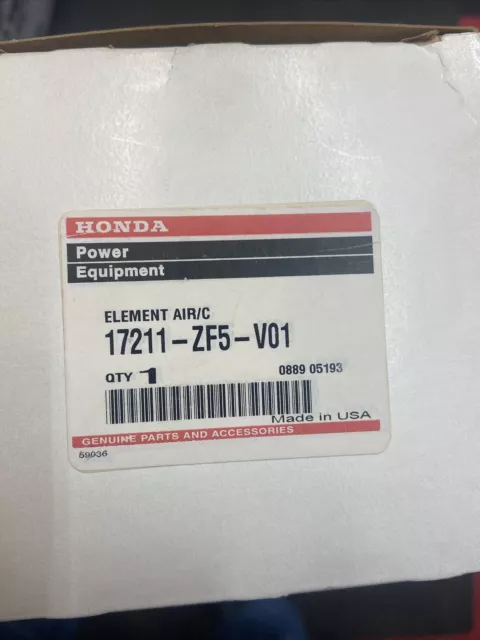 HONDA
Power
Equipment
ELEMENT AIR/C
17211-ZF5-V01
QTY 1 0889 05193
Made in USA
GENUINE PARTS AND ACCESSORIES
59036